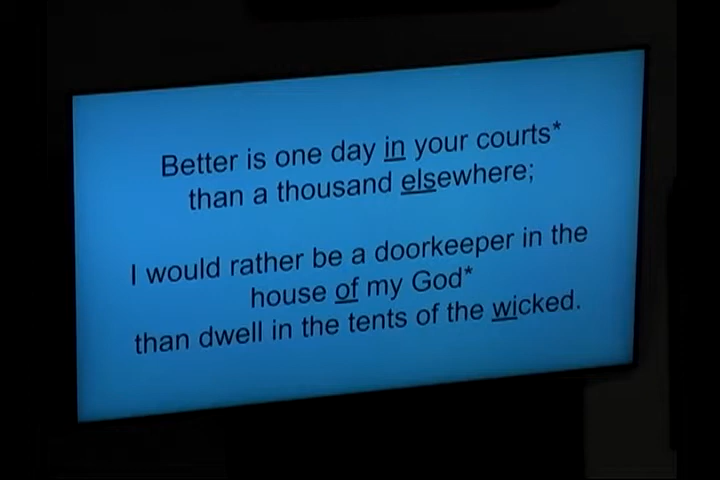 Better is one day in your courts*
than a thousand elsewhere;
I would rather be a doorkeeper in the
house of my God*
than dwell in the tents of the wicked.